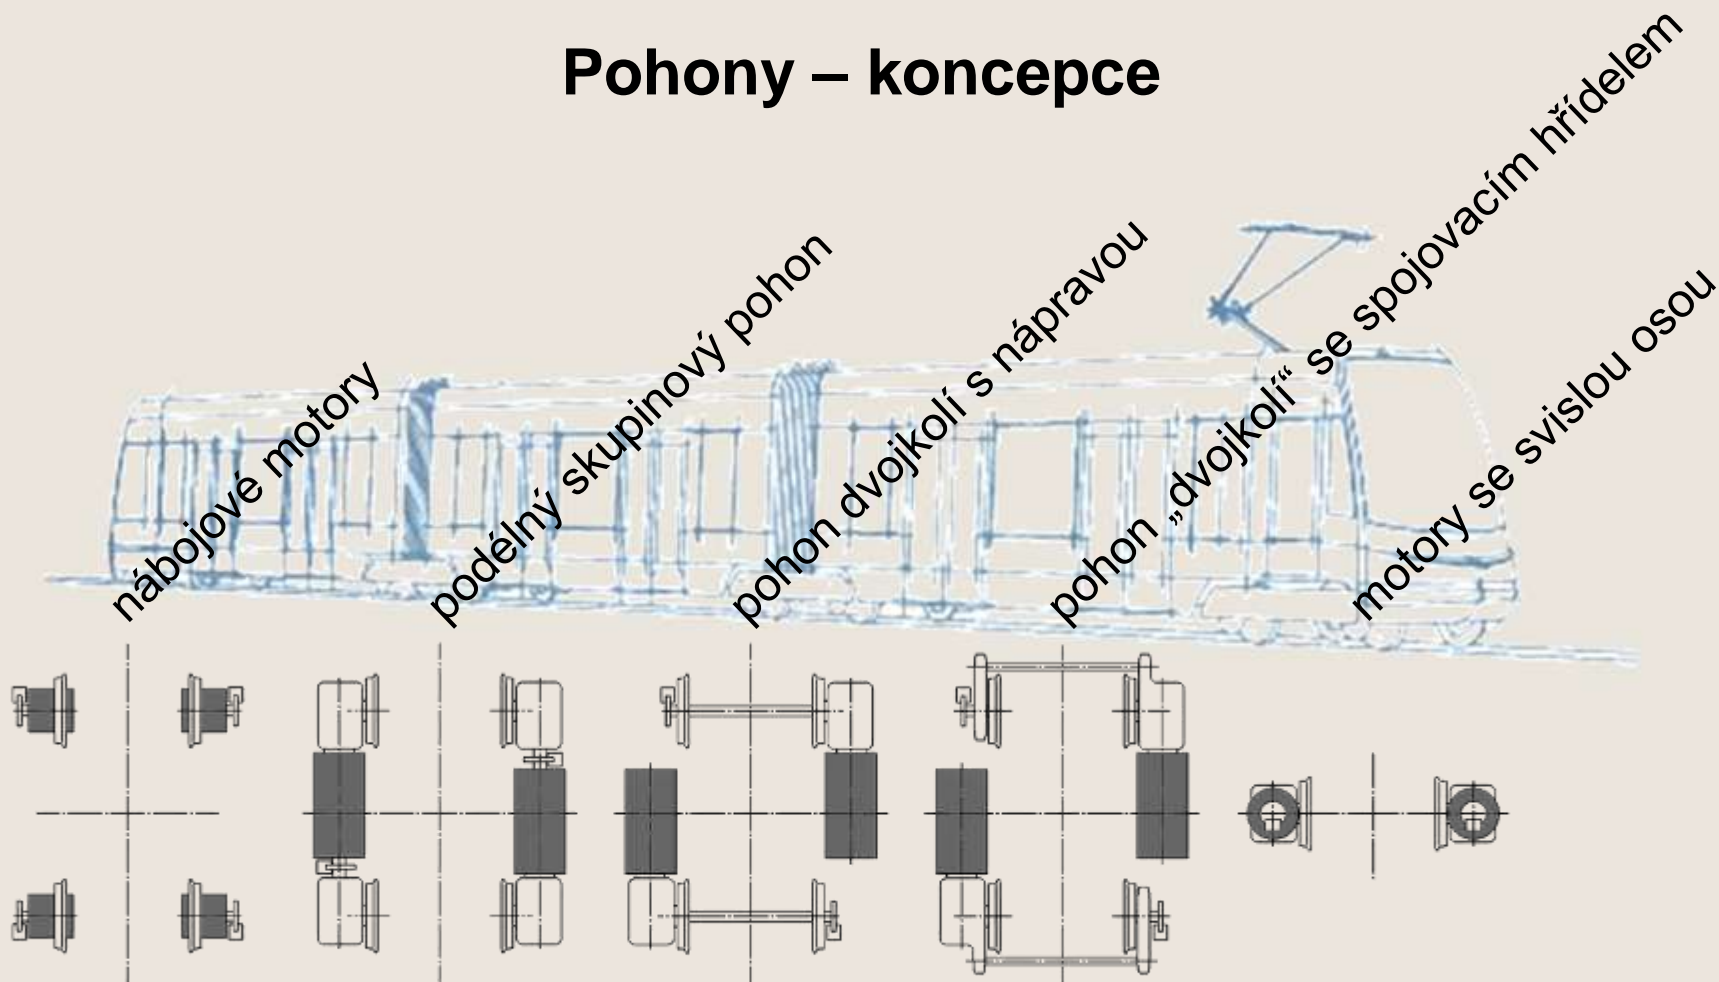 Pohony – koncepce
nábojové motory
podélný skupinový pohon
pohon dvojkolí s nápravou
pohon „dvojkolí“ se spojovacím hřídelem
motory se svislou osou